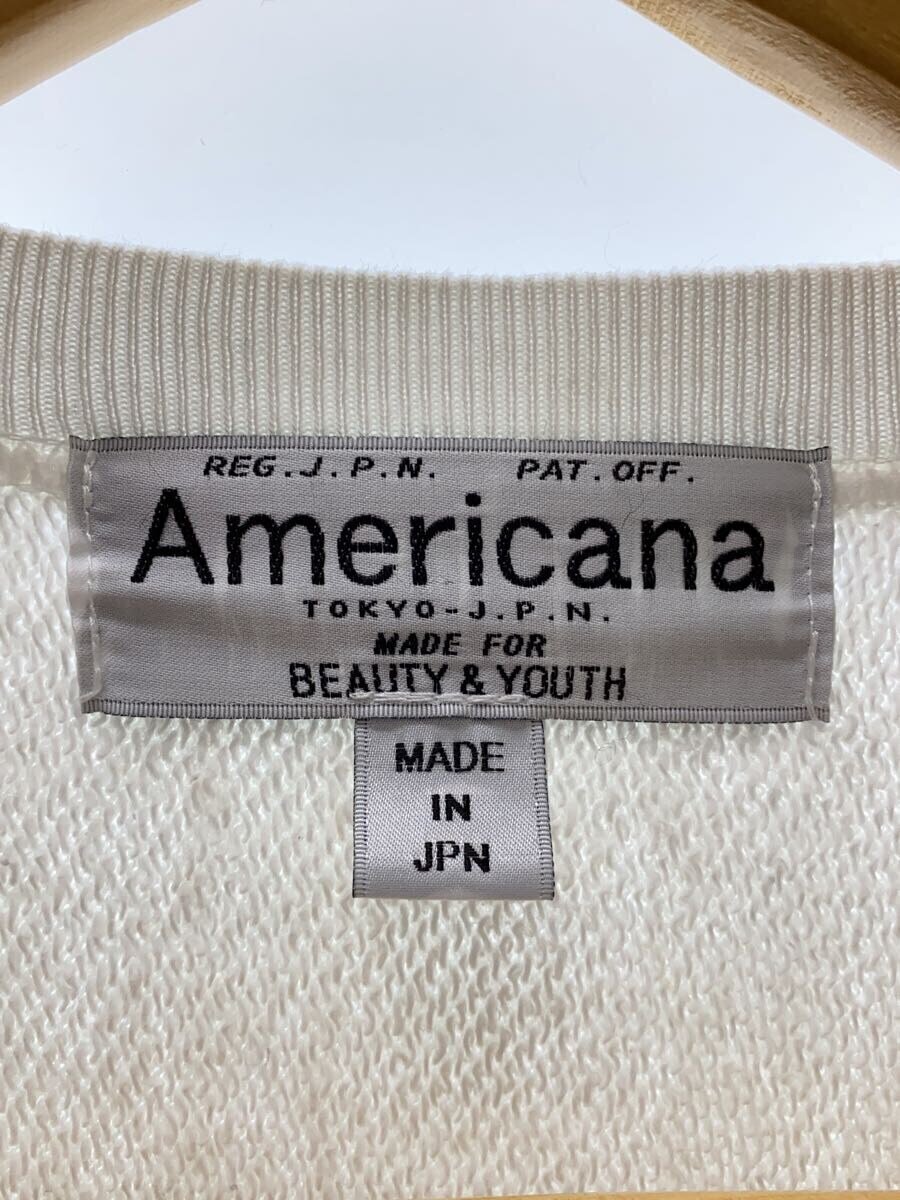 REG.J.P.N. PAT.OFF.
Americana
TOKYO-J.P.N.
MADE FOR
BEAUTY & YOUTH
MADE
IN
JPN